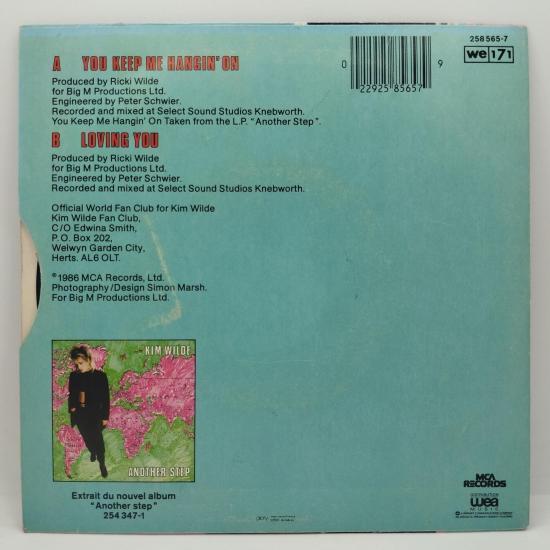 A YOU KEEP ME HANGIN' ON
Produced by Ricki Wilde
for Big M Productions Ltd.
Engineered by Peter Schwier.
Recorded and mixed at Select Sound Studios Knebworth.
You Keep Me Hangin' On Taken from the L.P. "Another Step".
B LOVING YOU
Produced by Ricki Wilde
for Big M Productions Ltd.
Engineered by Peter Schwier.
Recorded and mixed at Select Sound Studios Knebworth.
Official World Fan Club for Kim Wilde
Kim Wilde Fan Club,
C/O Edwina Smith,
P.O. Box 202,
Welwyn Garden City,
Herts. AL6 OLT.
©1986 MCA Records, Ltd.
Photography/Design Simon Marsh.
For Big M Productions Ltd.
258 565-7
we 171
0 22925 85657 9
KIM WILDE
ANOTHER STEP
Extrait du nouvel album
"Another step"
254 347-1
MCA
RECORDS
wea
MUSIC